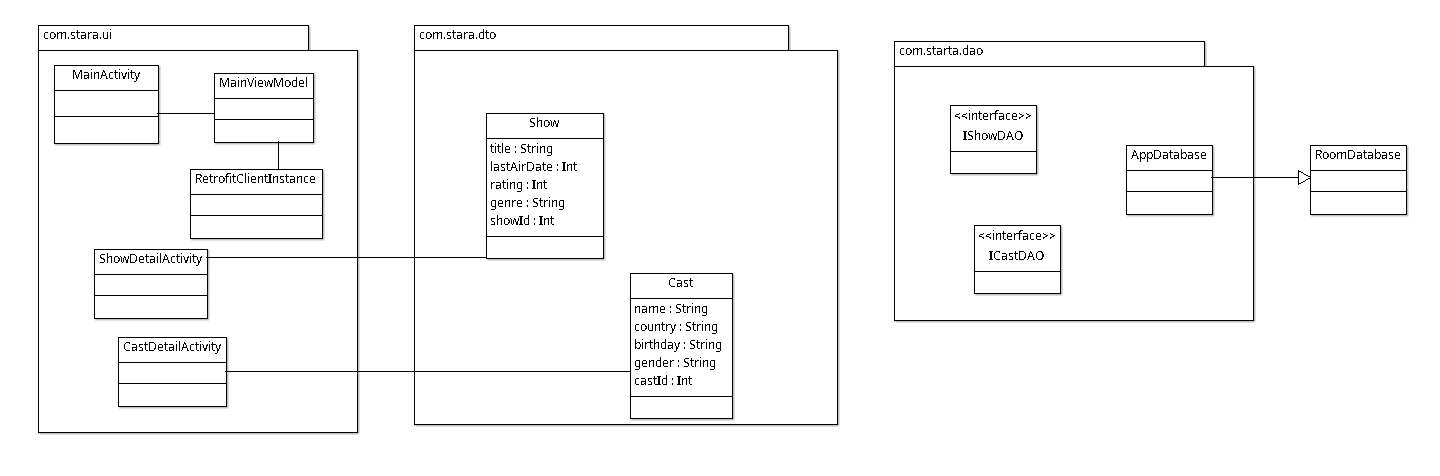 com.stara.ui
MainActivity
MainViewModel
RetrofitClientInstance
ShowDetailActivity
CastDetailActivity
com.stara.dto
Show
title : String
lastAirDate : Int
rating : Int
genre : String
showId : Int
Cast
name : String
country : String
birthday : String
gender : String
castId : Int
com.starta.dao
<<interface>>
IShowDAO
<<interface>>
ICastDAO
AppDatabase
RoomDatabase